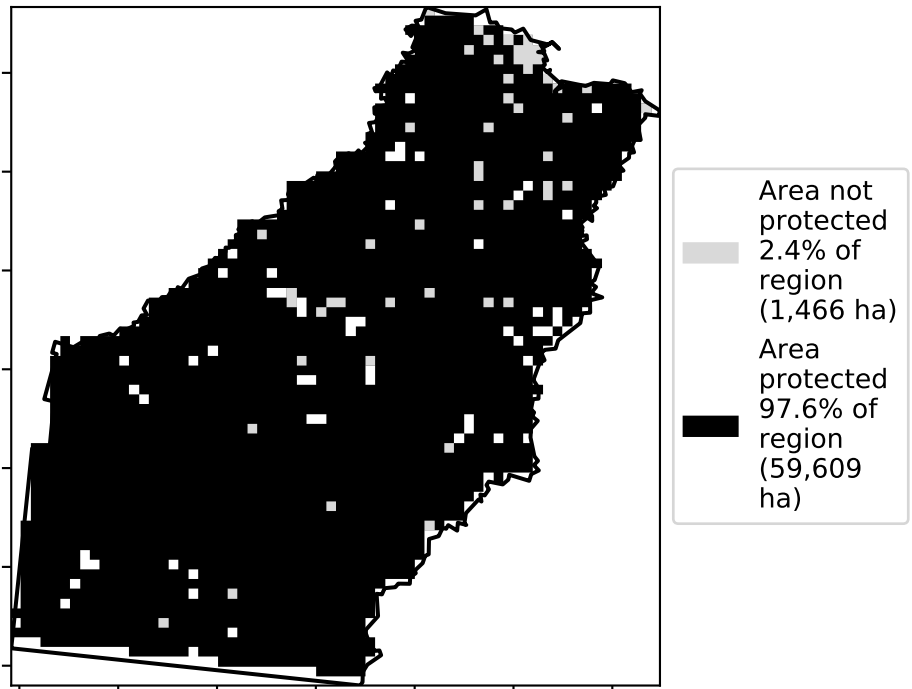 Area not
protected
2.4% of
region
(1,466 ha)
Area
protected
97.6% of
region
(59,609
ha)